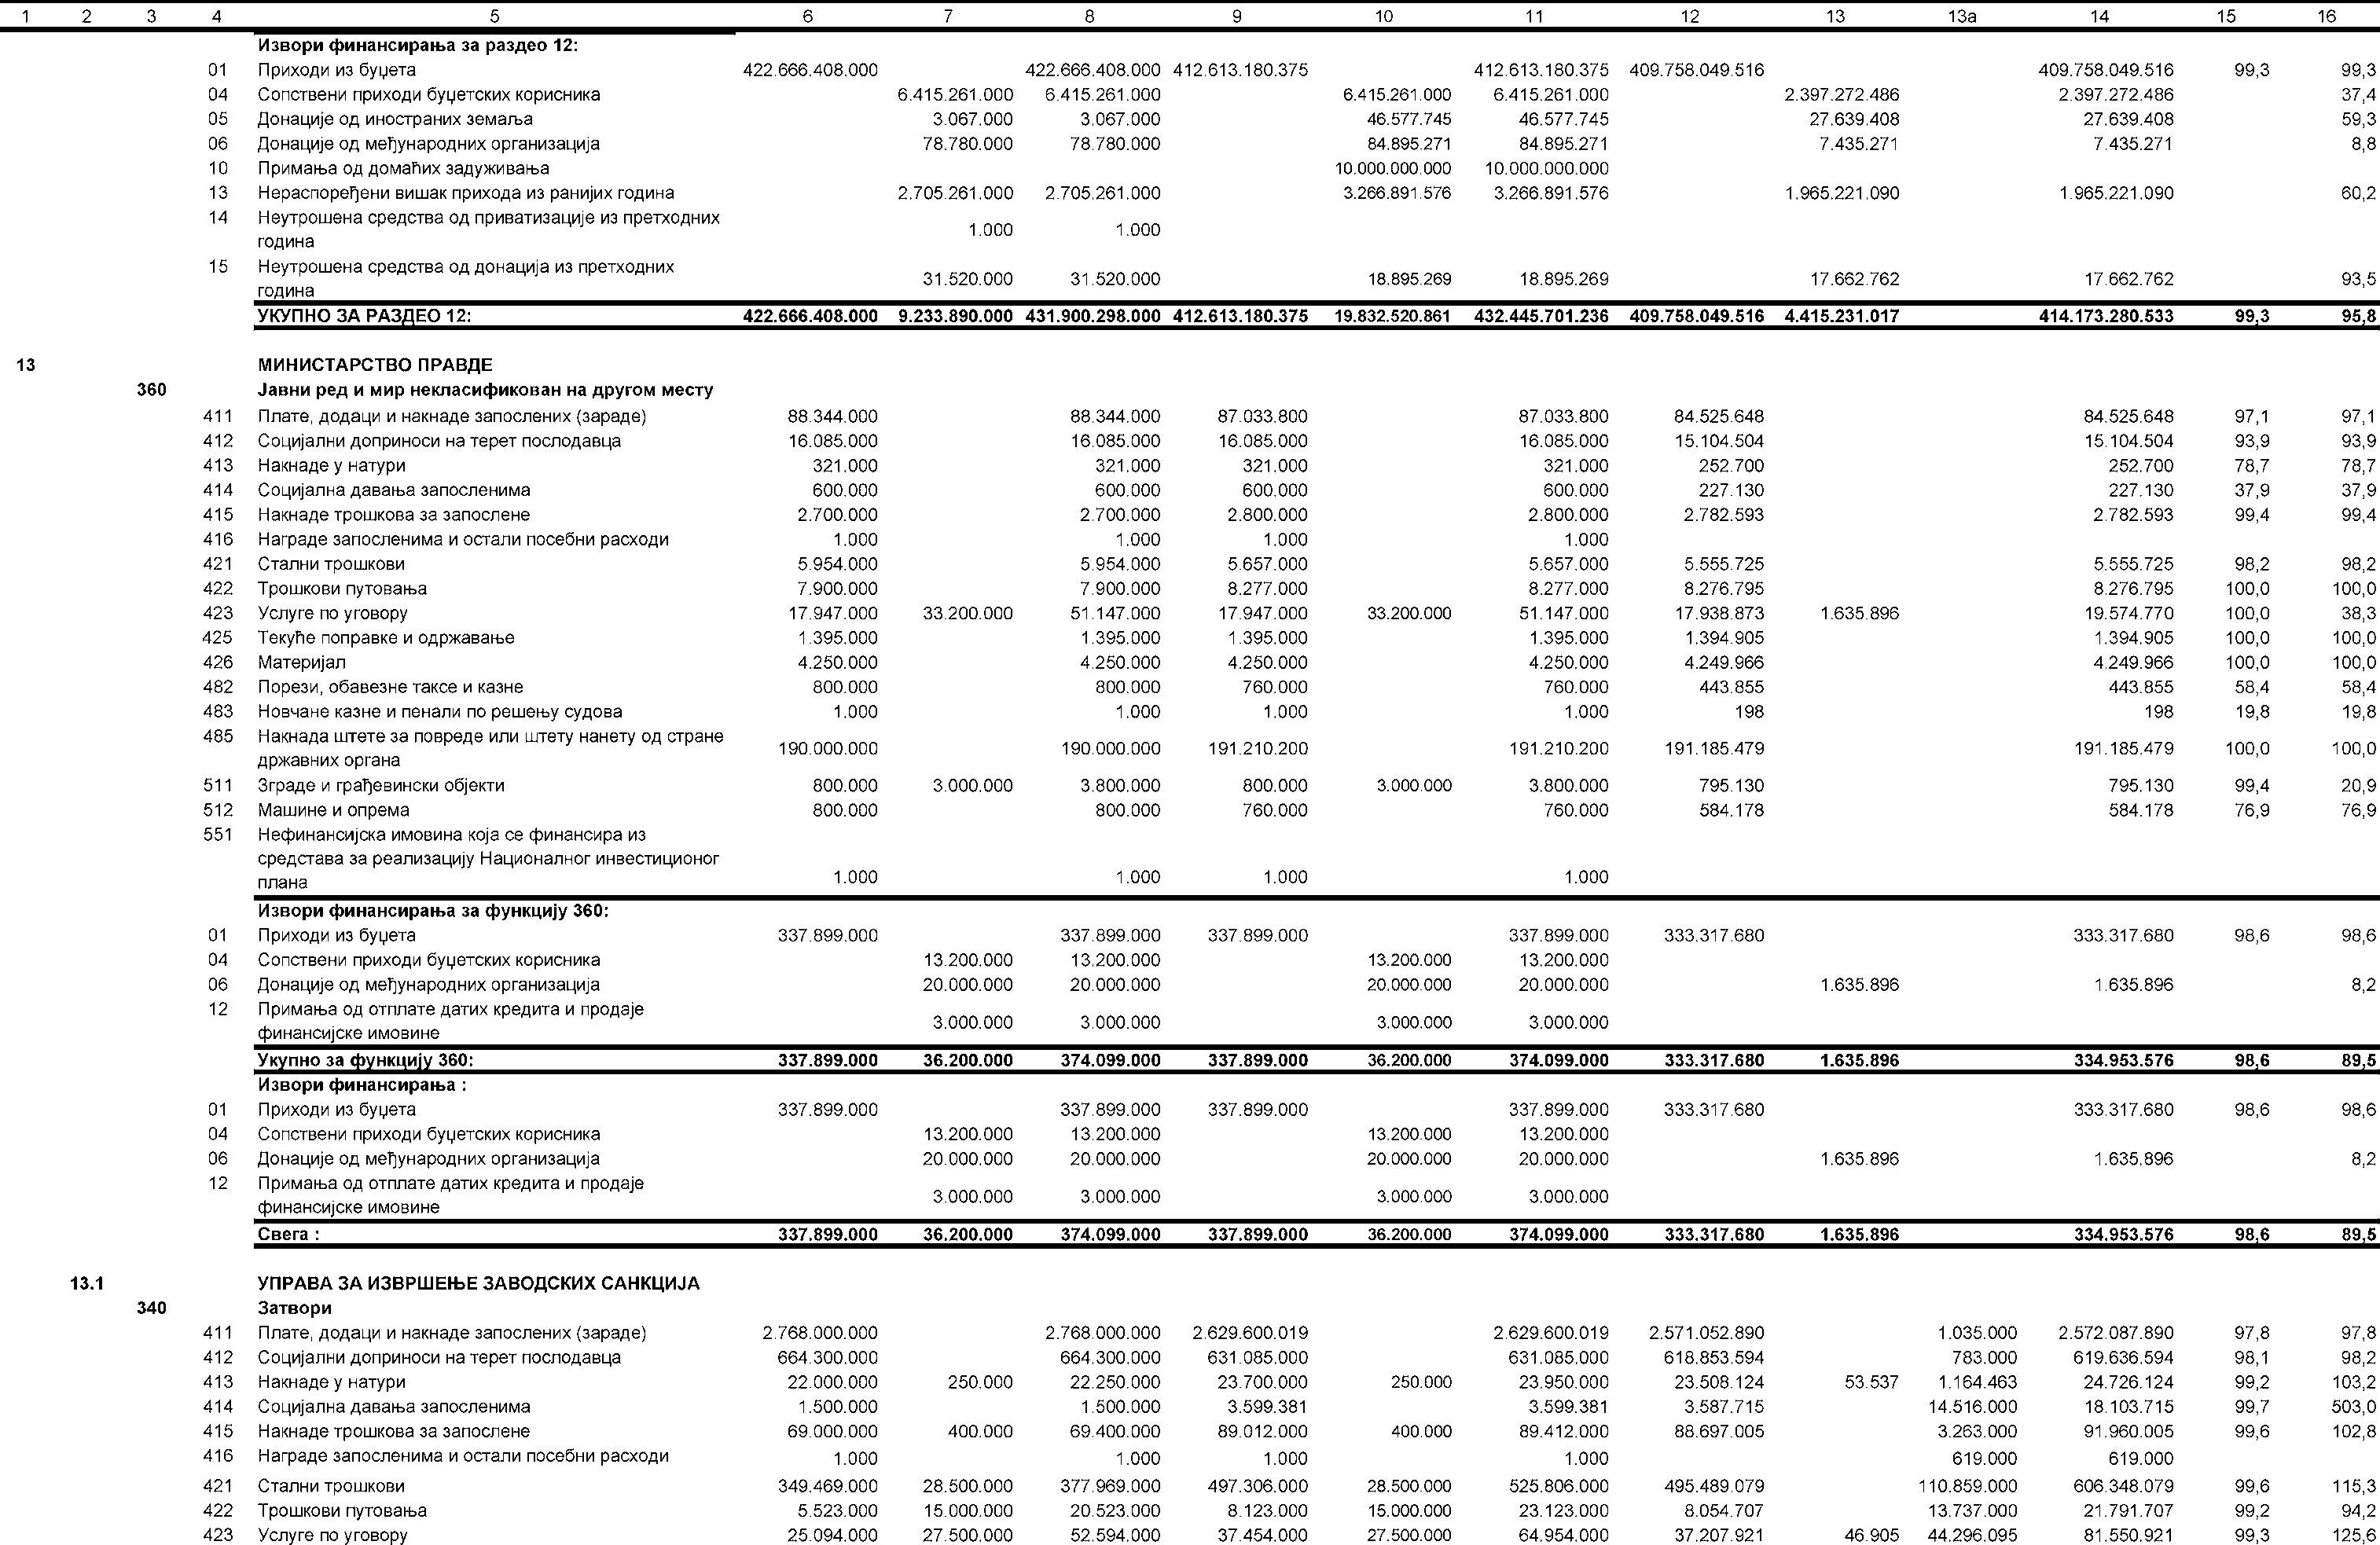 1 2 3 4 5 6 7 8 9 10 11 12 13 13a 14 15 16
Извори финансирања за раздео 12:
01 Приходи из буџета 422.666.408.000 422.666.408.000 412.613.180.375 412.613.180.375 409.758.049.516 409.758.049.516 99,3 99,3
04 Сопствени приходи буџетских корисника 6.415.261.000 6.415.261.000 6.415.261.000 6.415.261.000 2.397.272.486 2.397.272.486 37,4
05 Донације од иностраних земаља 3.067.000 3.067.000 46.577.745 46.577.745 27.639.408 27.639.408 59,3
06 Донације од међународних организација 78.780.000 78.780.000 84.895.271 84.895.271 7.435.271 7.435.271 8,8
10 Примања од домаћих задуживања 10.000.000.000 10.000.000.000
13 Нераспоређени вишак прихода из ранијих година 2.705.261.000 2.705.261.000 3.266.891.576 3.266.891.576 1.965.221.090 1.965.221.090 60,2
14 Неутрошена средства од приватизације из претходних
година 1.000 1.000
15 Неутрошена средства од донација из претходних
година 31.520.000 31.520.000 18.895.269 18.895.269 17.662.762 17.662.762 93,5
УКУПНО ЗА РАЗДЕО 12: 422.666.408.000 9.233.890.000 431.900.298.000 412.613.180.375 19.832.520.861 432.445.701.236 409.758.049.516 4.415.231.017 414.173.280.533 99,3 95,8
13 МИНИСТАРСТВО ПРАВДЕ
360 Јавни ред и мир некласификован на другом месту
411 Плате, додаци и накнаде запослених (зараде) 88.344.000 88.344.000 87.033.800 87.033.800 84.525.648 84.525.648 97,1 97,1
412 Социјални доприноси на терет послодавца 16.085.000 16.085.000 16.085.000 16.085.000 15.104.504 15.104.504 93,9 93,9
413 Накнаде у натури 321.000 321.000 321.000 321.000 252.700 252.700 78,7 78,7
414 Социјална давања запосленима 600.000 600.000 600.000 600.000 227.130 227.130 37,9 37,9
415 Накнаде трошкова за запослене 2.700.000 2.700.000 2.800.000 2.800.000 2.782.593 2.782.593 99,4 99,4
416 Награде запосленима и остали посебни расходи 1.000 1.000 1.000 1.000
421 Стални трошкови 5.954.000 5.954.000 5.657.000 5.657.000 5.555.725 5.555.725 98,2 98,2
422 Трошкови путовања 7.900.000 7.900.000 8.277.000 8.277.000 8.276.795 8.276.795 100,0 100,0
423 Услуге по уговору 17.947.000 33.200.000 51.147.000 17.947.000 33.200.000 51.147.000 17.938.873 1.635.896 19.574.770 100,0 38,3
425 Текуће поправке и одржавање 1.395.000 1.395.000 1.395.000 1.395.000 1.394.905 1.394.905 100,0 100,0
426 Материјал 4.250.000 4.250.000 4.250.000 4.250.000 4.249.966 4.249.966 100,0 100,0
482 Порези, обавезне таксе и казне 800.000 800.000 760.000 760.000 443.855 443.855 58,4 58,4
483 Новчане казне и пенали по решењу судова 1.000 1.000 1.000 1.000 198 198 19,8 19,8
485 Накнада штете за повреде или штету нанету од стране
државних органа 190.000.000 190.000.000 191.210.200 191.210.200 191.185.479 191.185.479 100,0 100,0
511 Зграде и грађевински објекти 800.000 3.000.000 3.800.000 800.000 3.000.000 3.800.000 795.130 795.130 99,4 20,9
512 Машине и опрема 800.000 800.000 760.000 760.000 584.178 584.178 76,9 76,9
551 Нефинансијска имовина која се финансира из
средстава за реализацију Националног инвестиционог
плана 1.000 1.000 1.000 1.000
Извори финансирања за функцију 360:
01 Приходи из буџета 337.899.000 337.899.000 337.899.000 337.899.000 333.317.680 333.317.680 98,6 98,6
04 Сопствени приходи буџетских корисника 13.200.000 13.200.000 13.200.000 13.200.000
06 Донације од међународних организација 20.000.000 20.000.000 20.000.000 20.000.000 1.635.896 1.635.896 8,2
12 Примања од отплате датих кредита и продаје
финансијске имовине 3.000.000 3.000.000 3.000.000 3.000.000
Укупно за функцију 360: 337.899.000 36.200.000 374.099.000 337.899.000 36.200.000 374.099.000 333.317.680 1.635.896 334.953.576 98,6 89,5
Извори финансирања :
01 Приходи из буџета 337.899.000 337.899.000 337.899.000 337.899.000 333.317.680 333.317.680 98,6 98,6
04 Сопствени приходи буџетских корисника 13.200.000 13.200.000 13.200.000 13.200.000
06 Донације од међународних организација 20.000.000 20.000.000 20.000.000 20.000.000 1.635.896 1.635.896 8,2
12 Примања од отплате датих кредита и продаје
финансијске имовине 3.000.000 3.000.000 3.000.000 3.000.000
Свега : 337.899.000 36.200.000 374.099.000 337.899.000 36.200.000 374.099.000 333.317.680 1.635.896 334.953.576 98,6 89,5
13.1 УПРАВА ЗА ИЗВРШЕЊЕ ЗАВОДСКИХ САНКЦИЈА
340 Затвори
411 Плате, додаци и накнаде запослених (зараде) 2.768.000.000 2.768.000.000 2.629.600.019 2.629.600.019 2.571.052.890 1.035.000 2.572.087.890 97,8 97,8
412 Социјални доприноси на терет послодавца 664.300.000 664.300.000 631.085.000 631.085.000 618.853.594 783.000 619.636.594 98,1 98,2
413 Накнаде у натури 22.000.000 250.000 22.250.000 23.700.000 250.000 23.950.000 23.508.124 53.537 1.164.463 24.726.124 99,2 103,2
414 Социјална давања запосленима 1.500.000 1.500.000 3.599.381 3.599.381 3.587.715 14.516.000 18.103.715 99,7 503,0
415 Накнаде трошкова за запослене 69.000.000 400.000 69.400.000 89.012.000 400.000 89.412.000 88.697.005 3.263.000 91.960.005 99,6 102,8
416 Награде запосленима и остали посебни расходи 1.000 1.000 1.000 1.000 619.000 619.000
421 Стални трошкови 349.469.000 28.500.000 377.969.000 497.306.000 28.500.000 525.806.000 495.489.079 110.859.000 606.348.079 99,6 115,3
422 Трошкови путовања 5.523.000 15.000.000 20.523.000 8.123.000 15.000.000 23.123.000 8.054.707 13.737.000 21.791.707 99,2 94,2
423 Услуге по уговору 25.094.000 27.500.000 52.594.000 37.454.000 27.500.000 64.954.000 37.207.921 46.905 44.296.095 81.550.921 99,3 125,6